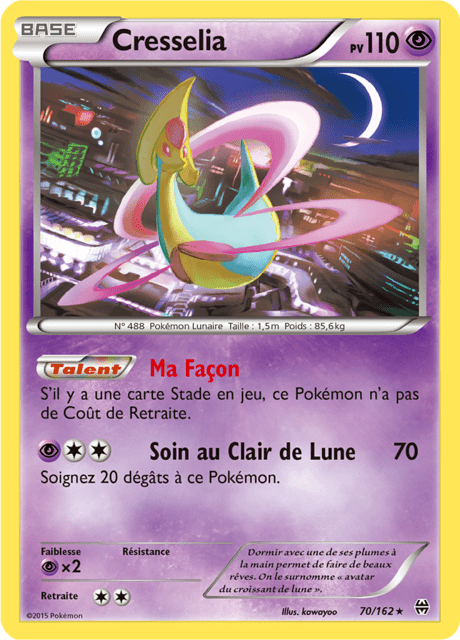 BASE
Cresselia
PV110
N° 488 Pokémon Lunaire Taille : 1,5m Poids : 85,6kg
Talent Ma Façon
S'il y a une carte Stade en jeu, ce Pokémon n'a pas
de Coût de Retraite.
Soin au Clair de Lune 70
Soignez 20 dégâts à ce Pokémon.
Faiblesse Résistance
×2
Retraite
Dormir avec une de ses plumes à
la main permet de faire de beaux
rêves. On le surnomme « avatar
du croissant de lune ».
©2015 Pokémon
Illus. kawayoo 70/162 ★